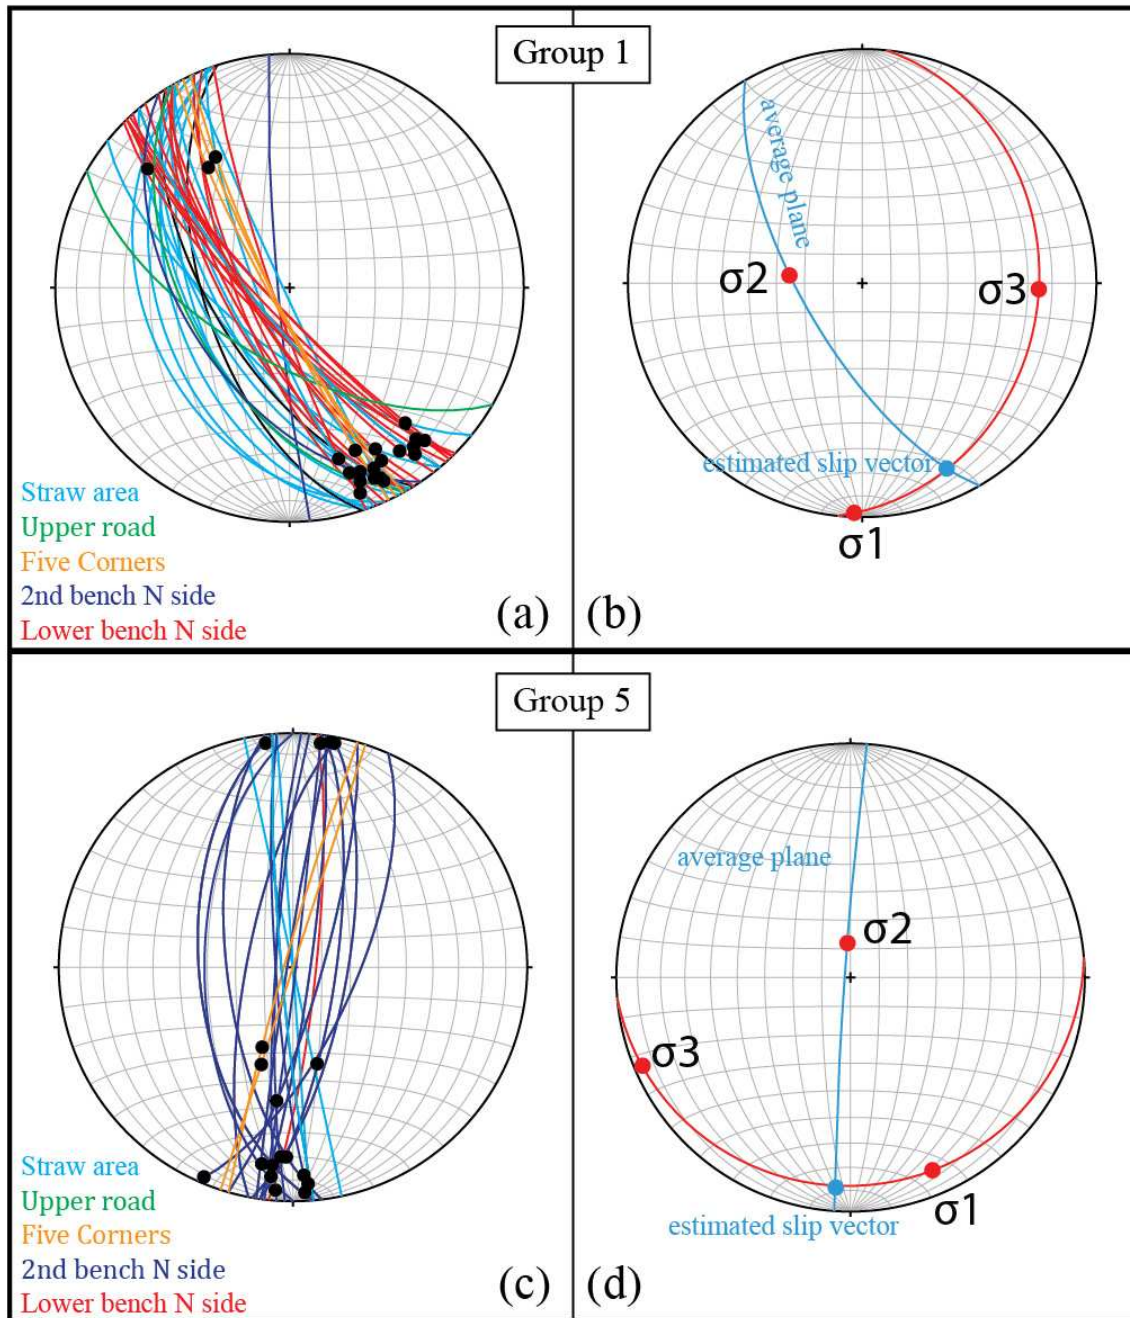 Group 1
average plane
σ2
σ3
estimated slip vector
σ1
Straw area
Upper road
Five Corners
2nd bench N side
Lower bench N side
(a)
(b)
Group 5
average plane
σ2
σ3
σ1
estimated slip vector
Straw area
Upper road
Five Corners
2nd bench N side
Lower bench N side
(c)
(d)